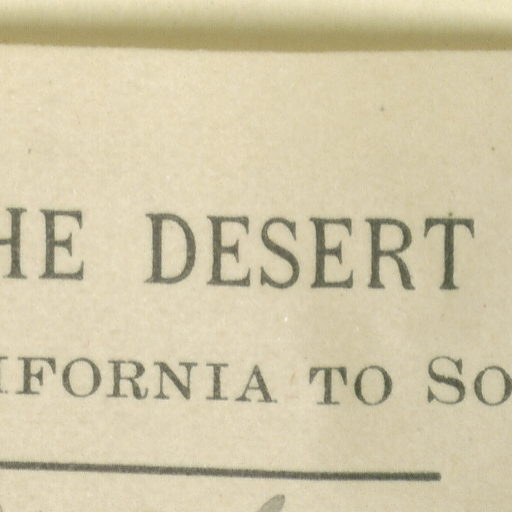 HE DESERT
IFORNIA TO SO